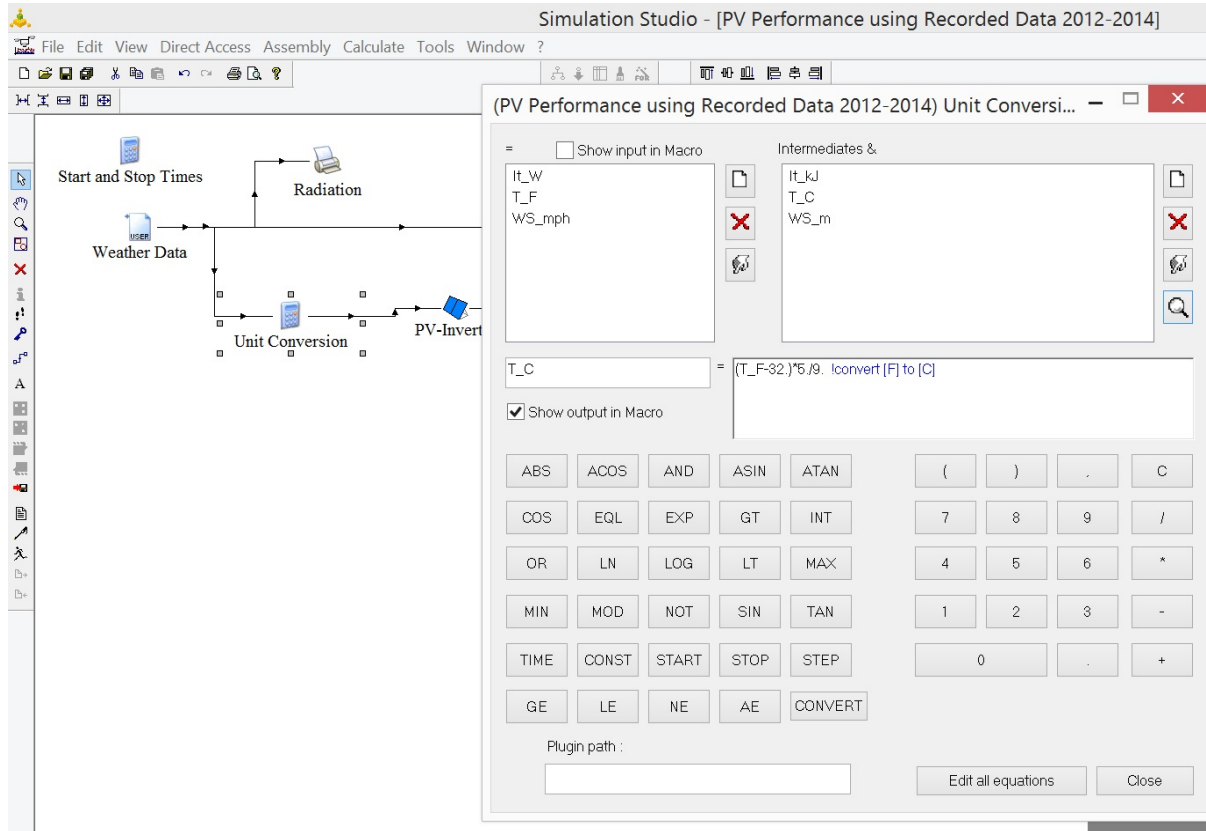 Simulation Studio - [PV Performance using Recorded Data 2012-2014]
File Edit View Direct Access Assembly Calculate Tools Window ?
(PV Performance using Recorded Data 2012-2014) Unit Conversi...
Start and Stop Times
Radiation
USER
Weather Data
Unit Conversion
PV-Invert
= Show input in Macro
Intermediates &
It_W
T_F
WS_mph
It_kJ
T_C
WS_m
T_C = (T_F-32.)*5./9. !convert [F] to [C]
Show output in Macro
ABS ACOS AND ASIN ATAN ( ) , C
COS EQL EXP GT INT 7 8 9 /
OR LN LOG LT MAX 4 5 6 *
MIN MOD NOT SIN TAN 1 2 3 -
TIME CONST START STOP STEP 0 . +
GE LE NE AE CONVERT
Plugin path :
Edit all equations Close